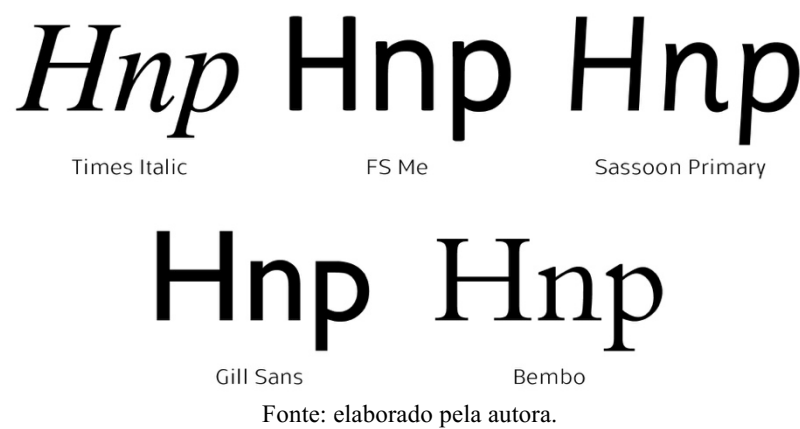 Hnp Hnp Hnp
Times Italic FS Me Sassoon Primary
Hnp Hnp
Gill Sans Bembo
Fonte: elaborado pela autora.